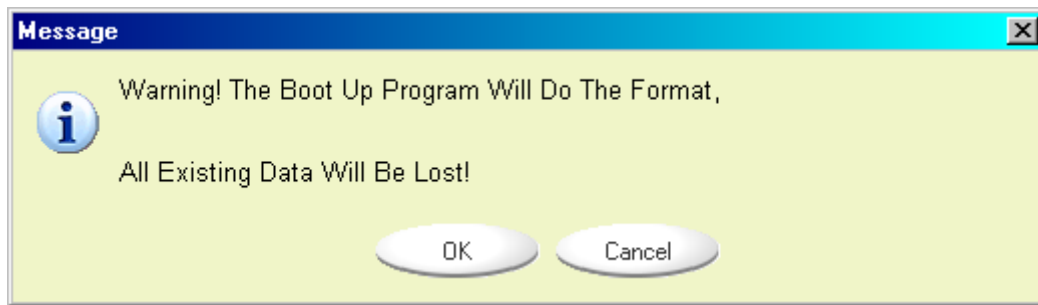 Message
Warning! The Boot Up Program Will Do The Format,
All Existing Data Will Be Lost!
OK
Cancel